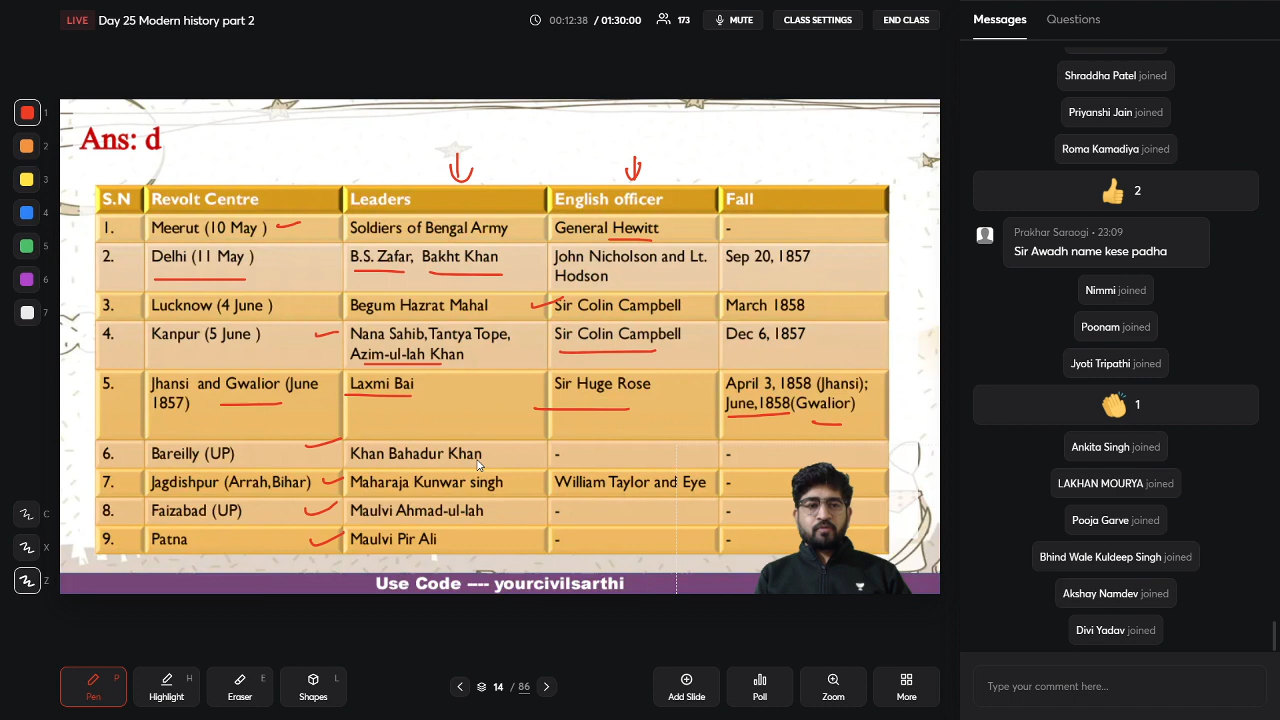 LIVE Day 25 Modern history part 2
00:12:38 / 01:30:00 173 MUTE CLASS SETTINGS END CLASS
1
2
3
4
5
6
7
C
X
Z
Ans: d
S.N Revolt Centre Leaders English officer Fall
1. Meerut (10 May ) Soldiers of Bengal Army General Hewitt -
2. Delhi (11 May ) B.S. Zafar, Bakht Khan John Nicholson and Lt. Sep 20, 1857
Hodson
3. Lucknow (4 June ) Begum Hazrat Mahal Sir Colin Campbell March 1858
4. Kanpur (5 June ) Nana Sahib,Tantya Tope, Sir Colin Campbell Dec 6, 1857
Azim-ul-lah Khan
5. Jhansi and Gwalior (June Laxmi Bai Sir Huge Rose April 3, 1858 (Jhansi);
1857) June,1858(Gwalior)
6. Bareilly (UP) Khan Bahadur Khan - -
7. Jagdishpur (Arrah,Bihar) Maharaja Kunwar singh William Taylor and Eye -
8. Faizabad (UP) Maulvi Ahmad-ul-lah - -
9. Patna Maulvi Pir Ali - -
Use Code ---- yourcivilsarthi
Pen P
Highlight H
Eraser E
Shapes L
14 / 86
Add Slide
Poll
Zoom
More
Messages Questions
Shraddha Patel joined
Priyanshi Jain joined
Roma Kamadiya joined
👍 2
Prakhar Saraogi • 23:09
Sir Awadh name kese padha
Nimmi joined
Poonam joined
Jyoti Tripathi joined
👏 1
Ankita Singh joined
LAKHAN MOURYA joined
Pooja Garve joined
Bhind Wale Kuldeep Singh joined
Akshay Namdev joined
Divi Yadav joined
Type your comment here...